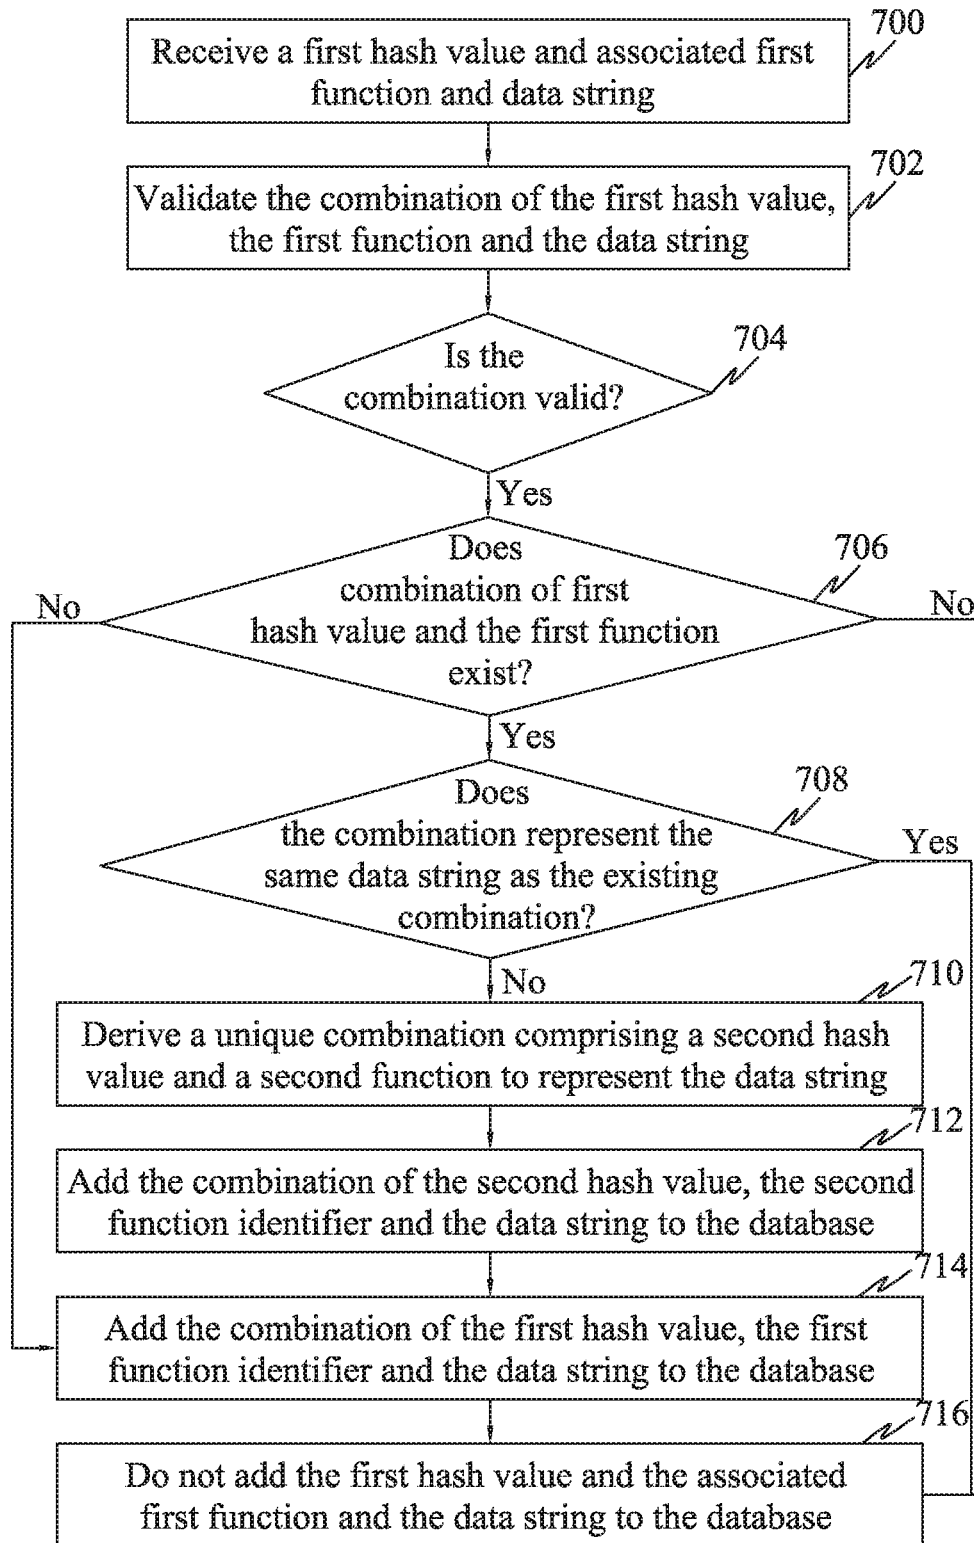 700
Receive a first hash value and associated first
function and data string
702
Validate the combination of the first hash value,
the first function and the data string
704
Is the
combination valid?
Yes
Does
combination of first
hash value and the first function
exist?
706
No
No
Yes
Does
the combination represent the
same data string as the existing
combination?
708
Yes
No
710
Derive a unique combination comprising a second hash
value and a second function to represent the data string
712
Add the combination of the second hash value, the second
function identifier and the data string to the database
714
Add the combination of the first hash value, the first
function identifier and the data string to the database
716
Do not add the first hash value and the associated
first function and the data string to the database